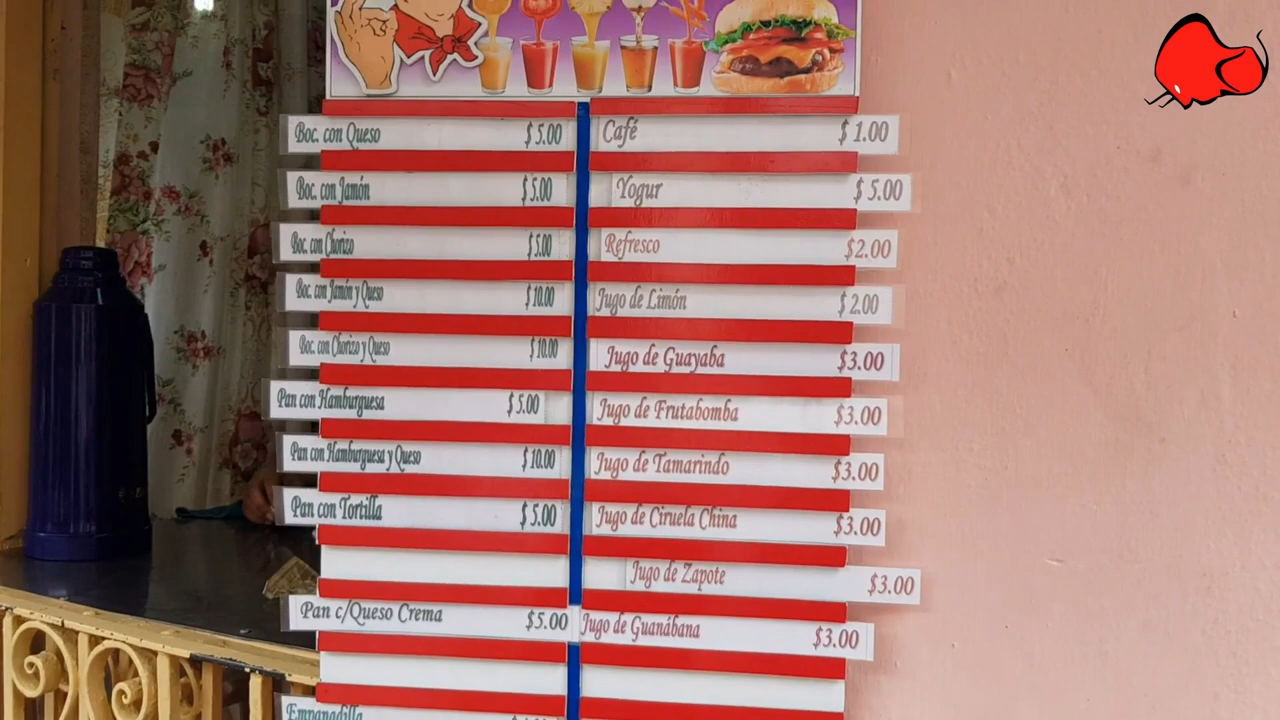 Boc. con Queso $ 5.00
Boc. con Jamón $ 5.00
Boc. con Chorizo $ 5.00
Boc. con Jamón y Queso $ 10.00
Boc. con Chorizo y Queso $ 10.00
Pan con Hamburguesa $ 5.00
Pan con Hamburguesa y Queso $ 10.00
Pan con Tortilla $ 5.00
Pan c/Queso Crema $5.00
Empanadilla
Café $ 1.00
Yogur $ 5.00
Refresco $2.00
Jugo de Limón $ 2.00
Jugo de Guayaba $3.00
Jugo de Frutabomba $3.00
Jugo de Tamarindo $3.00
Jugo de Ciruela China $3.00
Jugo de Zapote $3.00
Jugo de Guanábana $3.00